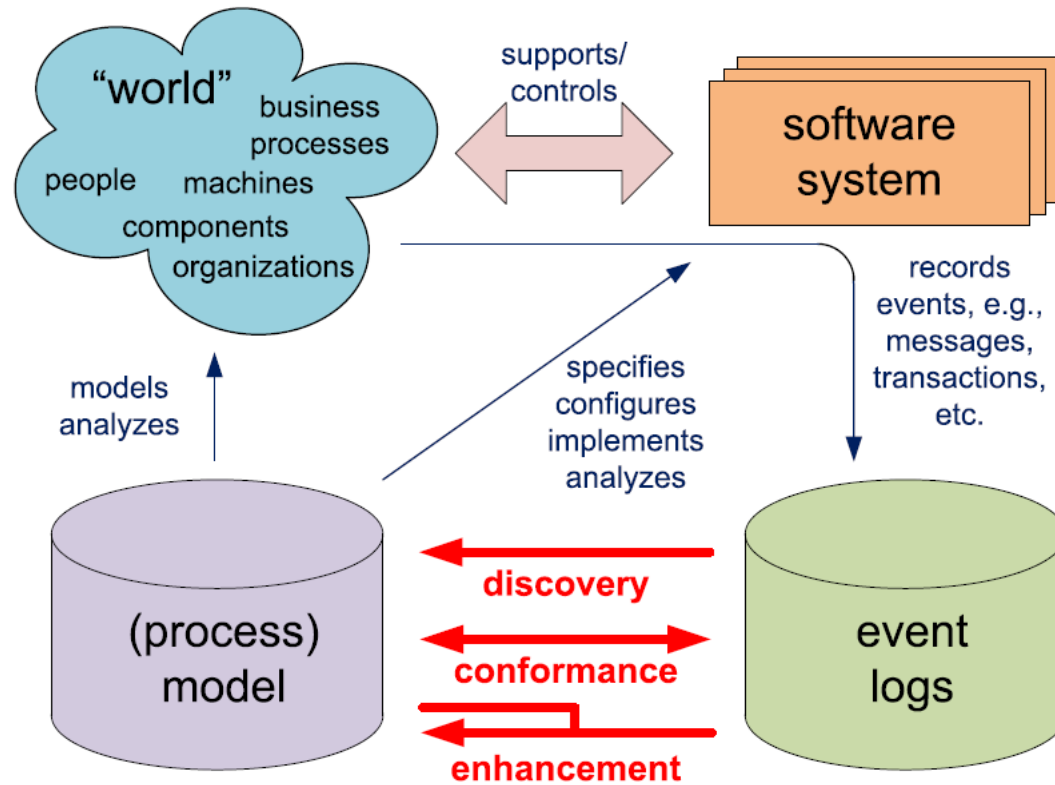 “world”
business
processes
people
machines
components
organizations
supports/
controls
software
system
records
events, e.g.,
messages,
transactions,
etc.
models
analyzes
specifies
configures
implements
analyzes
(process)
model
discovery
conformance
enhancement
event
logs